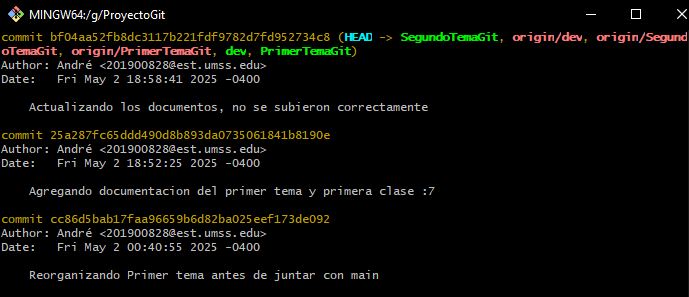 MINGW64:/g/ProyectoGit
commit bf04aa52fb8dc3117b221fdf9782d7fd952734c8 (HEAD -> SegundoTemaGit, origin/dev, origin/Segun
doTemaGit, origin/PrimerTemaGit, dev, PrimerTemaGit)
Author: André <201900828@est.umss.edu>
Date:   Fri May 2 18:58:41 2025 -0400
    Actualizando los documentos, no se subieron correctamente
commit 25a287fc65ddd490d8b893da0735061841b8190e
Author: André <201900828@est.umss.edu>
Date:   Fri May 2 18:52:25 2025 -0400
    Agregando documentacion del primer tema y primera clase :7
commit cc86d5bab17faa96659b6d82ba025eef173de092
Author: André <201900828@est.umss.edu>
Date:   Fri May 2 00:40:55 2025 -0400
    Reorganizando Primer tema antes de juntar con main